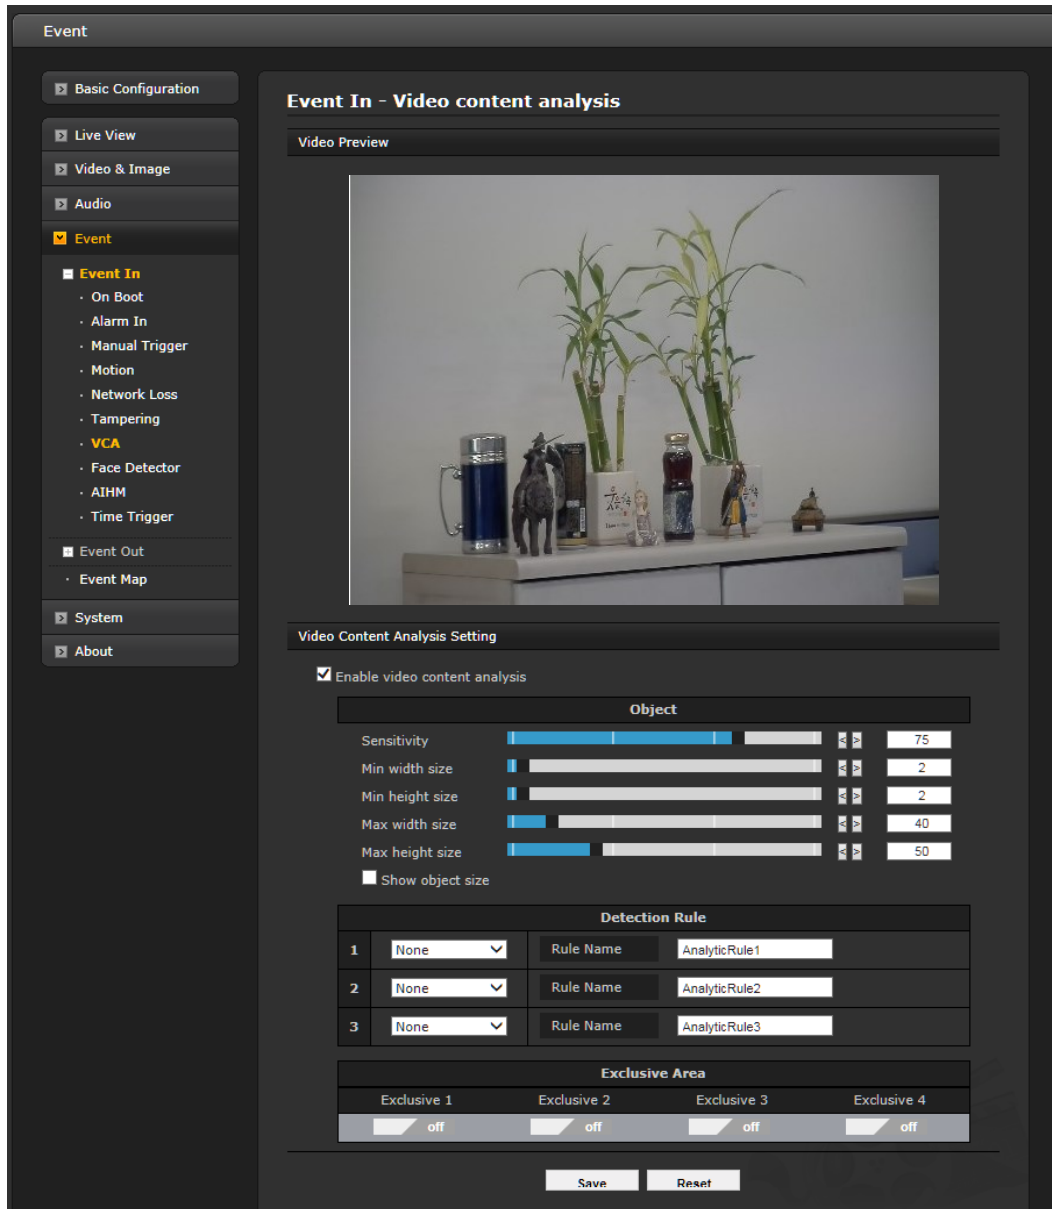 Event
Basic Configuration
Live View
Video & Image
Audio
Event
Event In
On Boot
Alarm In
Manual Trigger
Motion
Network Loss
Tampering
VCA
Face Detector
AIHM
Time Trigger
Event Out
Event Map
System
About
Event In - Video content analysis
Video Preview
Video Content Analysis Setting
Enable video content analysis
Object
Sensitivity < > 75
Min width size < > 2
Min height size < > 2
Max width size < > 40
Max height size < > 50
Show object size
Detection Rule
1 None Rule Name AnalyticRule1
2 None Rule Name AnalyticRule2
3 None Rule Name AnalyticRule3
Exclusive Area
Exclusive 1 Exclusive 2 Exclusive 3 Exclusive 4
off off off off
Save Reset